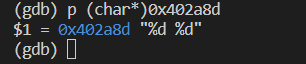 (gdb) p (char*)0x402a8d
$1 = 0x402a8d "%d %d"
(gdb)